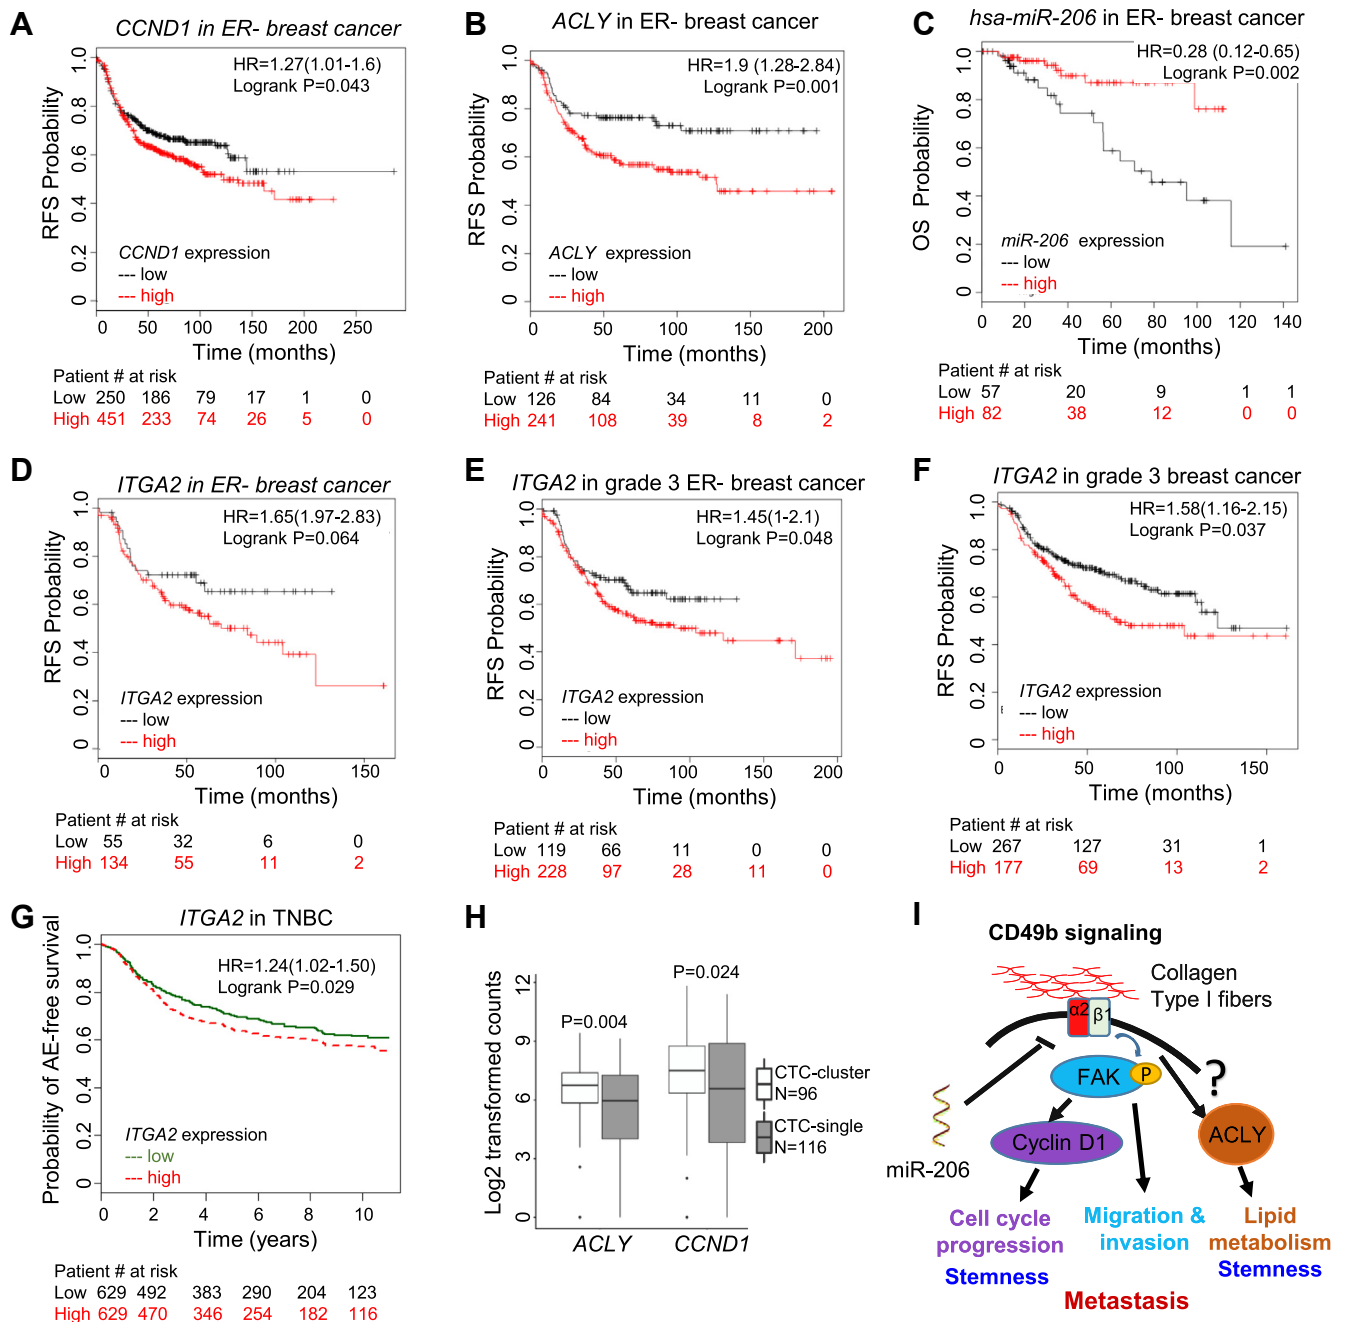 A
CCND1 in ER- breast cancer
HR=1.27(1.01-1.6)
Logrank P=0.043
RFS Probability
1.0
0.8
0.6
0.4
0.2
0
CCND1 expression
--- low
--- high
0 50 100 150 200 250
Time (months)
Patient # at risk
Low 250 186 79 17 1 0
High 451 233 74 26 5 0
B
ACLY in ER- breast cancer
HR=1.9 (1.28-2.84)
Logrank P=0.001
RFS Probability
1.0
0.8
0.6
0.4
0.2
0
ACLY expression
--- low
--- high
0 50 100 150 200
Time (months)
Patient # at risk
Low 126 84 34 11 0
High 241 108 39 8 2
C
hsa-miR-206 in ER- breast cancer
HR=0.28 (0.12-0.65)
Logrank P=0.002
OS Probability
1.0
0.8
0.6
0.4
0.2
0
miR-206 expression
--- low
--- high
0 20 40 60 80 100 120 140
Time (months)
Patient # at risk
Low 57 20 9 1 1
High 82 38 12 0 0
D
ITGA2 in ER- breast cancer
HR=1.65(1.97-2.83)
Logrank P=0.064
RFS Probability
1.0
0.8
0.6
0.4
0.2
0
ITGA2 expression
--- low
--- high
0 50 100 150
Time (months)
Patient # at risk
Low 55 32 6 0
High 134 55 11 2
E
ITGA2 in grade 3 ER- breast cancer
HR=1.45(1-2.1)
Logrank P=0.048
RFS Probability
1.0
0.8
0.6
0.4
0.2
0
ITGA2 expression
--- low
--- high
0 50 100 150 200
Time (months)
Patient # at risk
Low 119 66 11 0 0
High 228 97 28 11 0
F
ITGA2 in grade 3 breast cancer
HR=1.58(1.16-2.15)
Logrank P=0.037
RFS Probability
1.0
0.8
0.6
0.4
0.2
0
ITGA2 expression
--- low
--- high
0 50 100 150
Time (months)
Patient # at risk
Low 267 127 31 1
High 177 69 13 2
G
ITGA2 in TNBC
HR=1.24(1.02-1.50)
Logrank P=0.029
Probability of AE-free survival
1.0
0.8
0.6
0.4
0.2
0
ITGA2 expression
--- low
--- high
0 2 4 6 8 10
Time (years)
Patient # at risk
Low 629 492 383 290 204 123
High 629 470 346 254 182 116
H
P=0.024
P=0.004
Log2 transformed counts
12
9
6
3
0
ACLY CCND1
CTC-cluster
N=96
CTC-single
N=116
I
CD49b signaling
Collagen
Type I fibers
α2 β1
FAK P
?
Cyclin D1
ACLY
miR-206
Cell cycle
progression
Stemness
Migration &
invasion
Lipid
metabolism
Stemness
Metastasis